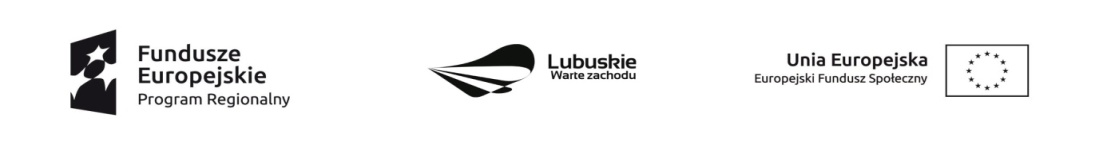 Fundusze
Europejskie
Program Regionalny
Lubuskie
Warte zachodu
Unia Europejska
Europejski Fundusz Społeczny